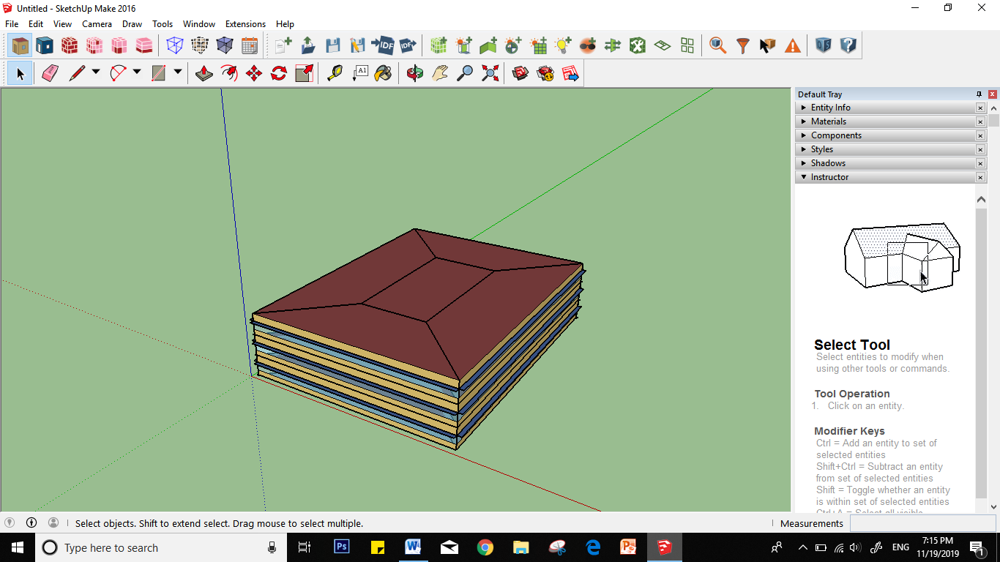 Untitled - SketchUp Make 2016
File Edit View Camera Draw Tools Window Extensions Help
IDF IDF
OS
A1
Default Tray
Entity Info
Materials
Components
Styles
Shadows
Instructor
Select Tool
Select entities to modify when
using other tools or commands.
Tool Operation
1. Click on an entity.
Modifier Keys
Ctrl = Add an entity to set of
selected entities
Shift+Ctrl = Subtract an entity
from set of selected entities
Shift = Toggle whether an entity
is within set of selected entities
Ctrl+A = Select all visible
Select objects. Shift to extend select. Drag mouse to select multiple.
Measurements
Type here to search
Ps
W
P
ENG
7:15 PM
11/19/2019
1